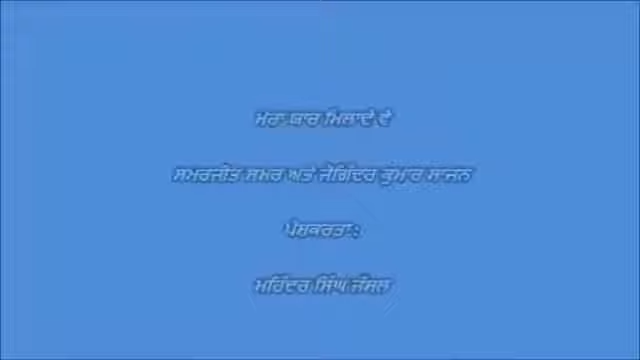 ਮੇਰਾ ਯਾਰ ਮਿਲਾਦੇ ਵੇ
ਸਮਰਜੀਤ ਸਮਰ ਅਤੇ ਜੋਗਿੰਦਰ ਕੁਮਾਰ ਸਾਜਨ
ਪੇਸ਼ਕਰਤਾ:
ਮਹਿੰਦਰ ਸਿੰਘ ਜੱਸਲ